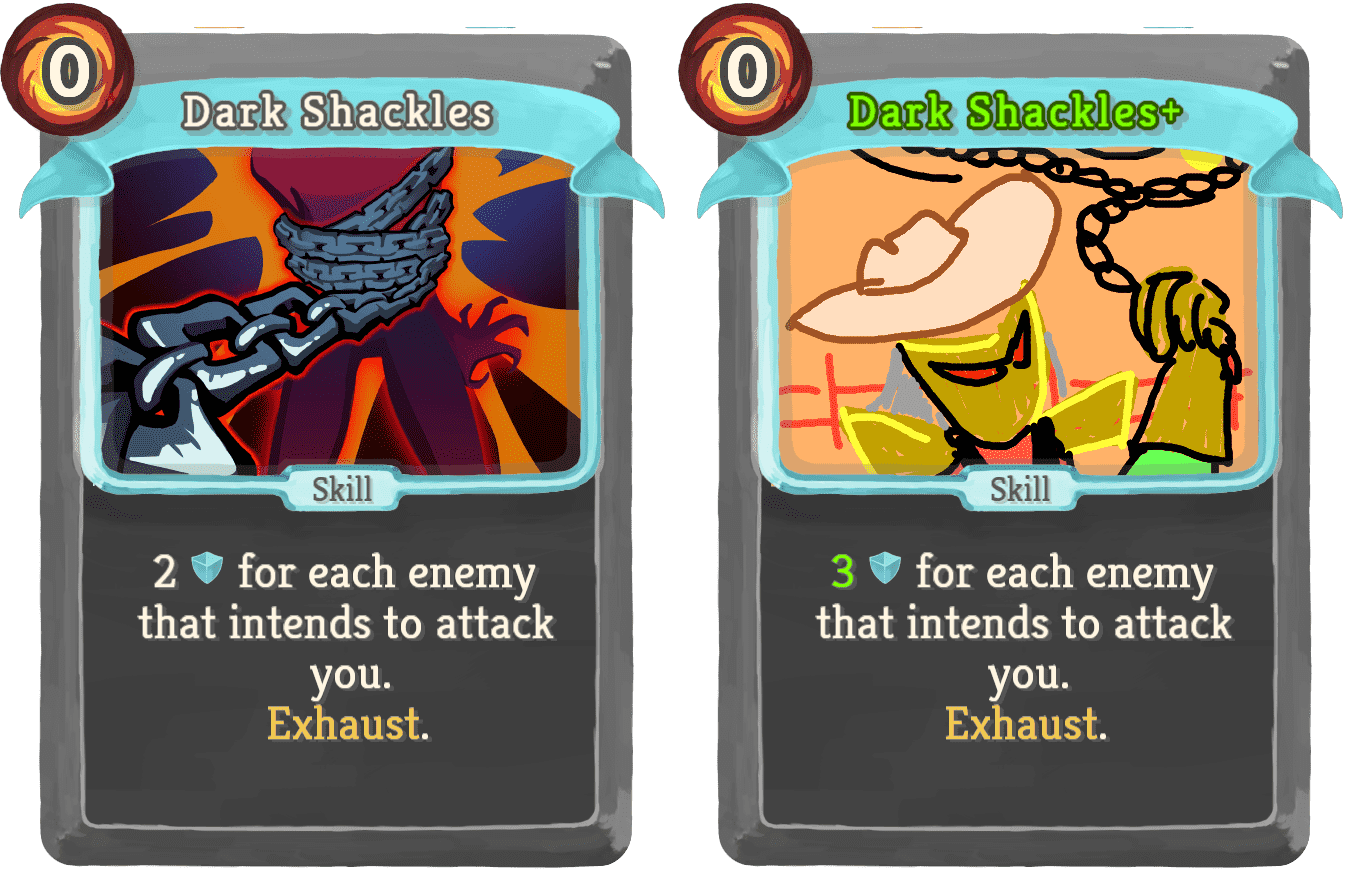 0
Dark Shackles
Skill
2 for each enemy
that intends to attack
you.
Exhaust.
0
Dark Shackles+
Skill
3 for each enemy
that intends to attack
you.
Exhaust.